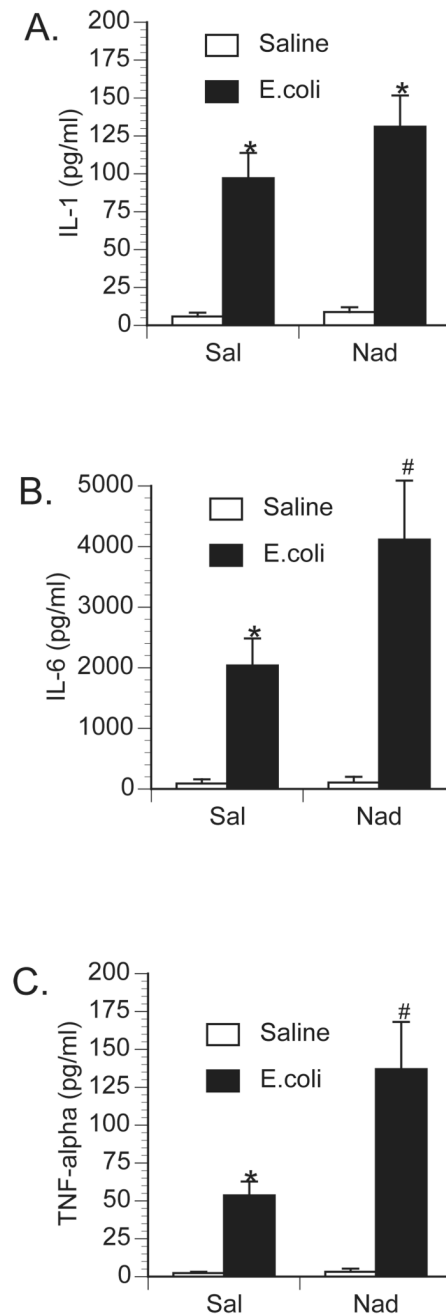 A.
IL-1 (pg/ml)
200
175
150
125
100
75
50
25
0
Saline
E.coli
*
*
Sal Nad
B.
IL-6 (pg/ml)
5000
4000
3000
2000
1000
0
Saline
E.coli
*
#
Sal Nad
C.
TNF-alpha (pg/ml)
200
175
150
125
100
75
50
25
0
Saline
E.coli
*
#
Sal Nad